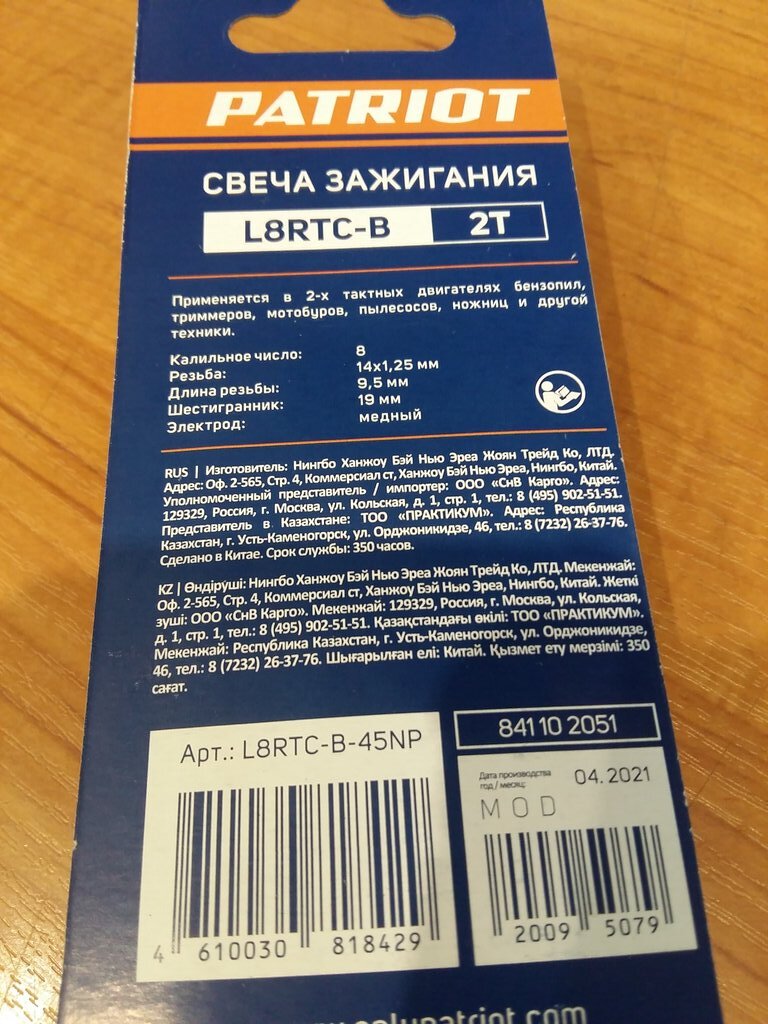 PATRIOT
СВЕЧА ЗАЖИГАНИЯ
L8RTC-B 2T
Применяется в 2-х тактных двигателях бензопил,
триммеров, мотобуров, пылесосов, ножниц и другой
техники.
Калильное число: 8
Резьба: 14x1,25 мм
Длина резьбы: 9,5 мм
Шестигранник: 19 мм
Электрод: медный
RUS | Изготовитель: Нингбо Ханжоу Бэй Нью Эреа Жоян Трейд Ко, ЛТД.
Адрес: Оф. 2-565, Стр. 4, Коммерсиал ст, Ханжоу Бэй Нью Эреа, Нингбо, Китай.
Уполномоченный представитель / импортер: ООО «СнВ Карго». Адрес:
129329, Россия, г. Москва, ул. Кольская, д. 1, стр. 1, тел.: 8 (495) 902-51-51.
Представитель в Казахстане: ТОО «ПРАКТИКУМ». Адрес: Республика
Казахстан, г. Усть-Каменогорск, ул. Орджоникидзе, 46, тел.: 8 (7232) 26-37-76.
Сделано в Китае. Срок службы: 350 часов.
KZ | Өндіруші: Нингбо Ханжоу Бэй Нью Эреа Жоян Трейд Ко, ЛТД. Мекенжай:
Оф. 2-565, Стр. 4, Коммерсиал ст, Ханжоу Бэй Нью Эреа, Нингбо, Китай. Жеткі
зуші: ООО «СнВ Карго». Мекенжай: 129329, Россия, г. Москва, ул. Кольская,
д. 1, стр. 1, тел.: 8 (495) 902-51-51. Қазақстандағы өкілі: ТОО «ПРАКТИКУМ».
Мекенжай: Республика Казахстан, г. Усть-Каменогорск, ул. Орджоникидзе,
46, тел.: 8 (7232) 26-37-76. Шығарылған елі: Китай. Қызмет ету мерзімі: 350
сағат.
Арт.: L8RTC-B-45NP
4 610030 818429
841 10 2051
Дата производства
год / месяц: 04.2021
MOD
2009 5079
onlypatriot.com